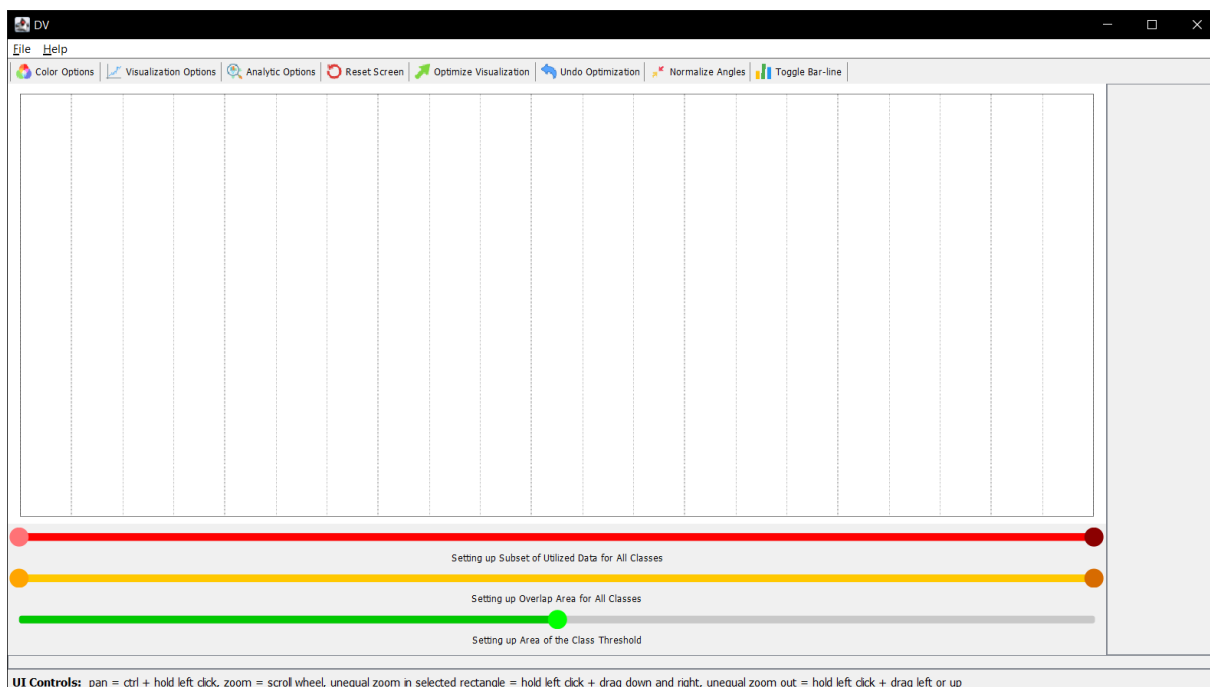 DV
File Help
Color Options Visualization Options Analytic Options Reset Screen Optimize Visualization Undo Optimization Normalize Angles Toggle Bar-line
Setting up Subset of Utilized Data for All Classes
Setting up Overlap Area for All Classes
Setting up Area of the Class Threshold
UI Controls: pan = ctrl + hold left click, zoom = scroll wheel, unequal zoom in selected rectangle = hold left click + drag down and right, unequal zoom out = hold left click + drag left or up